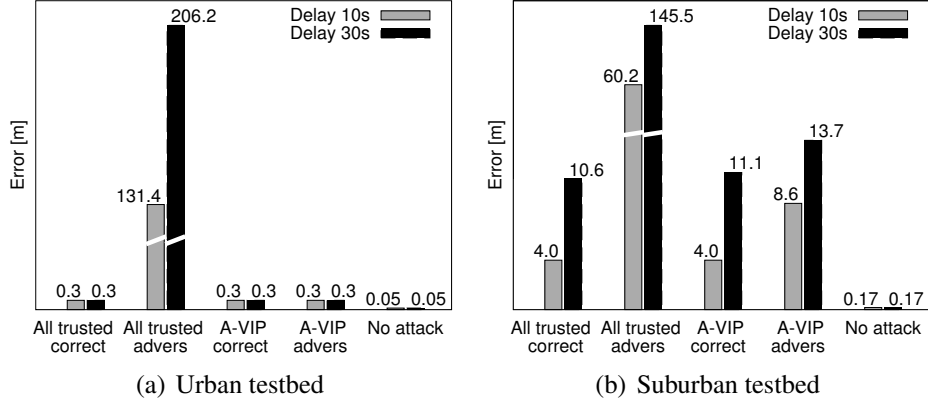 Error [m]
Delay 10s
Delay 30s
0.3 0.3
131.4
206.2
0.3 0.3
0.3 0.3
0.05 0.05
All trusted correct
All trusted advers
A-VIP correct
A-VIP advers
No attack
(a) Urban testbed
Error [m]
Delay 10s
Delay 30s
4.0
10.6
60.2
145.5
4.0
11.1
8.6
13.7
0.17 0.17
All trusted correct
All trusted advers
A-VIP correct
A-VIP advers
No attack
(b) Suburban testbed